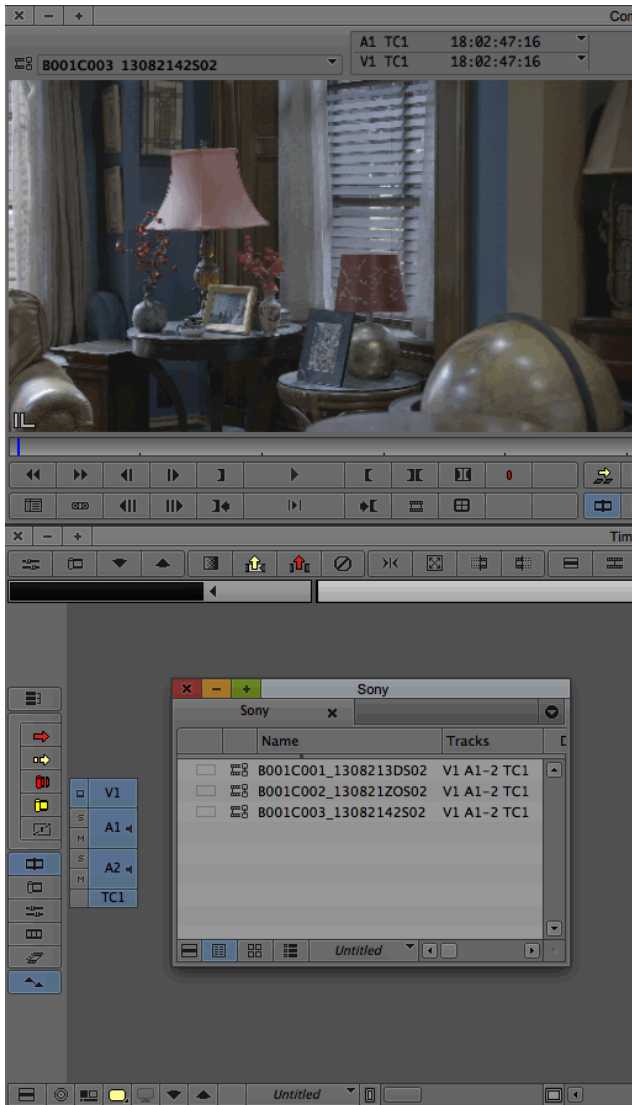 Con
A1 TC1 18:02:47:16
B001C003 13082142S02 V1 TC1 18:02:47:16
Tim
Sony
Sony
Name Tracks D
B001C001_1308213DS02 V1 A1-2 TC1
V1 B001C002_130821ZOS02 V1 A1-2 TC1
S B001C003_13082142S02 V1 A1-2 TC1
A1
M
S
A2
M
TC1
Untitled
Untitled